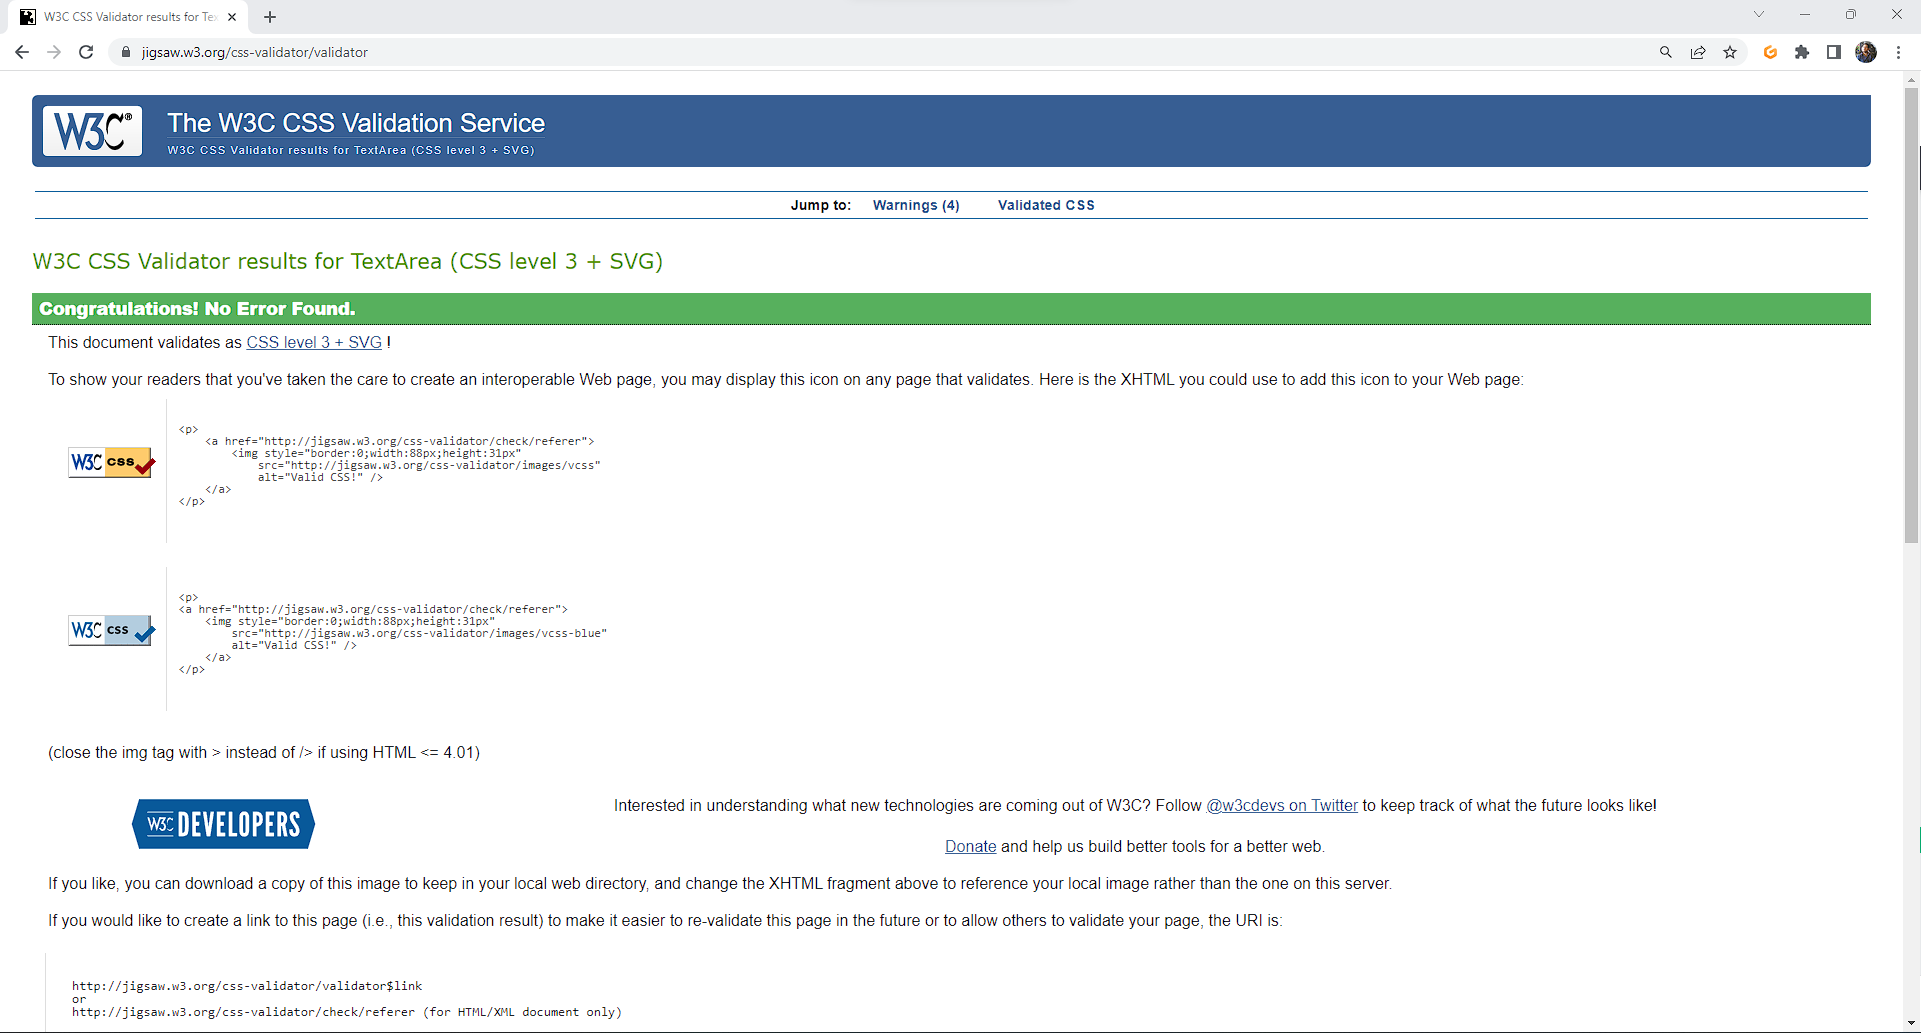 W3C CSS Validator results for Te
jigsaw.w3.org/css-validator/validator
W3C®
The W3C CSS Validation Service
W3C CSS Validator results for TextArea (CSS level 3 + SVG)
Jump to: Warnings (4) Validated CSS
W3C CSS Validator results for TextArea (CSS level 3 + SVG)
Congratulations! No Error Found.
This document validates as CSS level 3 + SVG !
To show your readers that you've taken the care to create an interoperable Web page, you may display this icon on any page that validates. Here is the XHTML you could use to add this icon to your Web page:
W3C css
<p>
<a href="http://jigsaw.w3.org/css-validator/check/referer">
<img style="border:0;width:88px;height:31px"
src="http://jigsaw.w3.org/css-validator/images/vcss"
alt="Valid CSS!" />
</a>
</p>
W3C css
<p>
<a href="http://jigsaw.w3.org/css-validator/check/referer">
<img style="border:0;width:88px;height:31px"
src="http://jigsaw.w3.org/css-validator/images/vcss-blue"
alt="Valid CSS!" />
</a>
</p>
(close the img tag with > instead of /> if using HTML <= 4.01)
W3C DEVELOPERS
Interested in understanding what new technologies are coming out of W3C? Follow @w3cdevs on Twitter to keep track of what the future looks like!
Donate and help us build better tools for a better web.
If you like, you can download a copy of this image to keep in your local web directory, and change the XHTML fragment above to reference your local image rather than the one on this server.
If you would like to create a link to this page (i.e., this validation result) to make it easier to re-validate this page in the future or to allow others to validate your page, the URI is:
http://jigsaw.w3.org/css-validator/validator$link
or
http://jigsaw.w3.org/css-validator/check/referer (for HTML/XML document only)